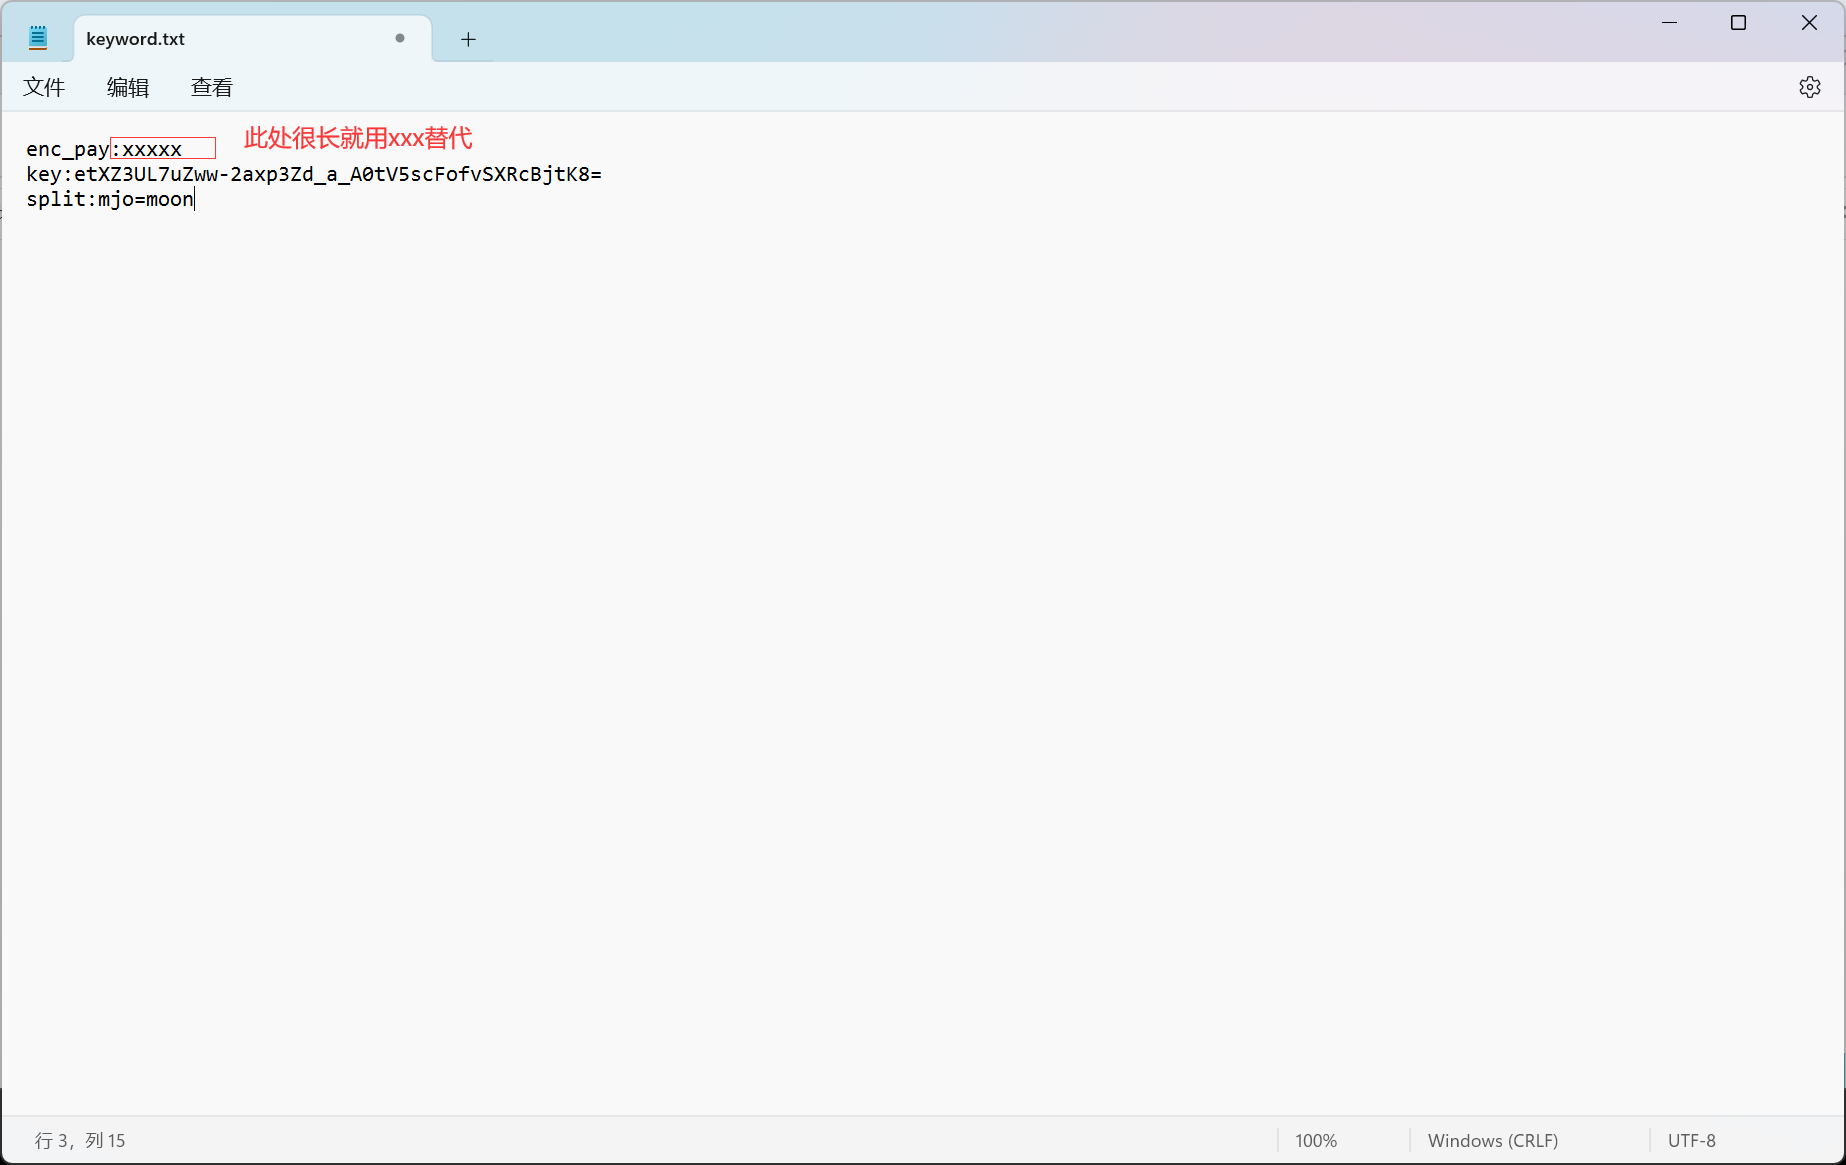 keyword.txt
文件 编辑 查看
enc_pay:xxxxx 此处很长就用xxx替代
key:etXZ3UL7uZww-2axp3Zd_a_A0tV5scFofvSXRcBjtK8=
split:mjo=moon
行 3，列 15 100% Windows (CRLF) UTF-8